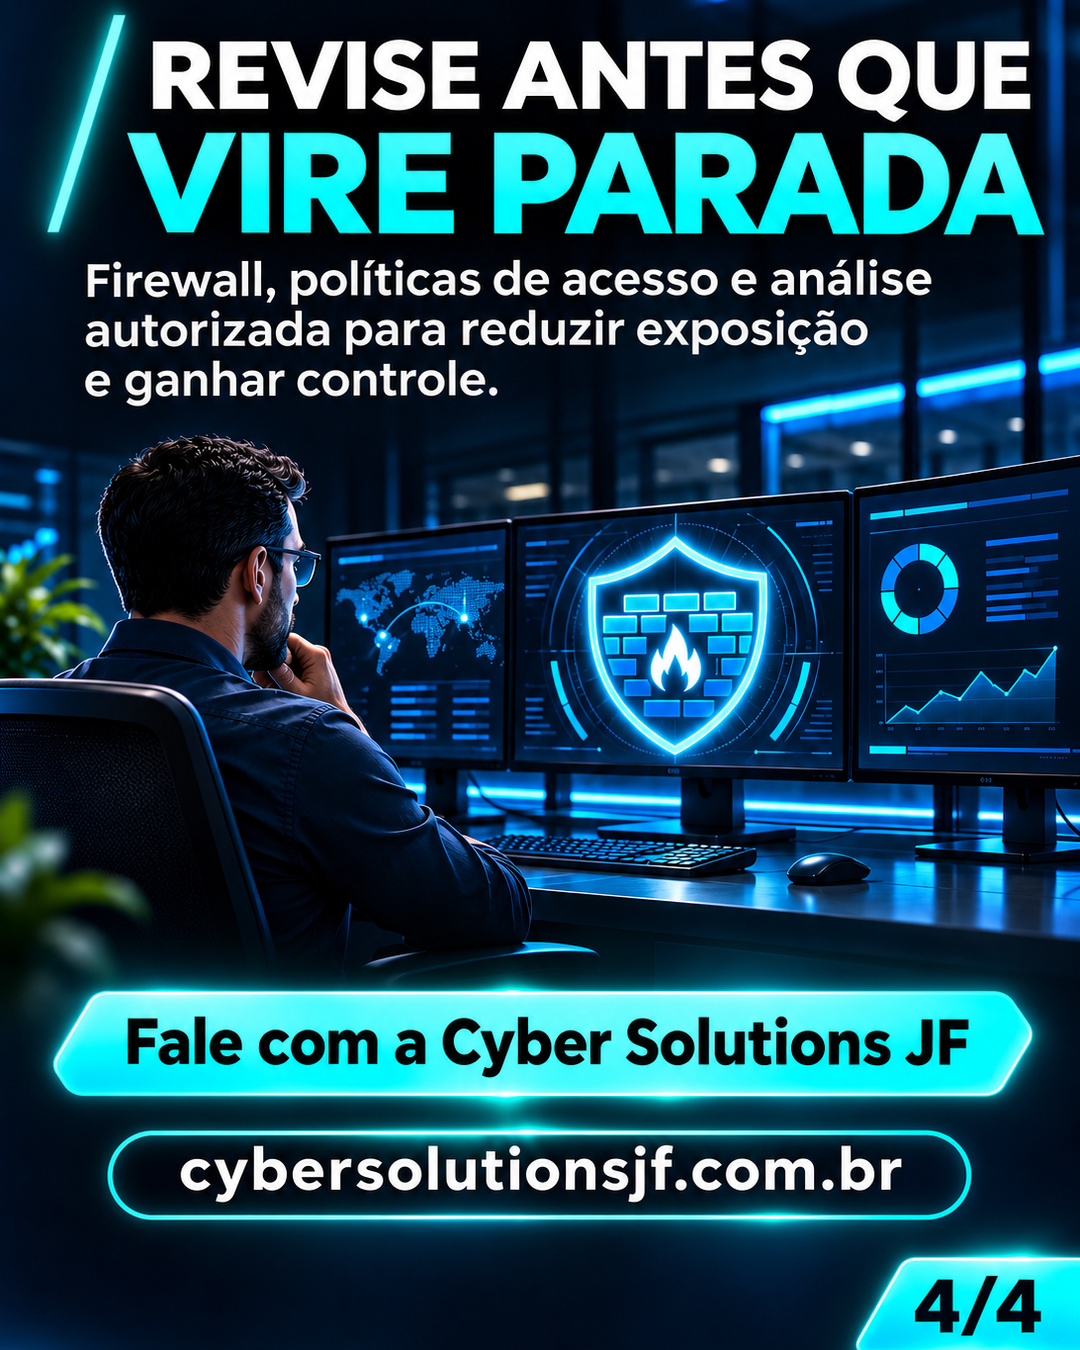 REVISE ANTES QUE
VIRE PARADA
Firewall, políticas de acesso e análise
autorizada para reduzir exposição
e ganhar controle.
Fale com a Cyber Solutions JF
cybersolutionsjf.com.br
4/4